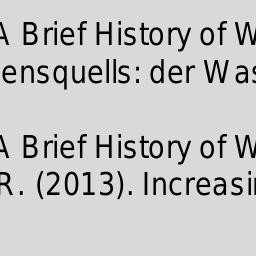 A Brief History of W
ensquells: der Was
A Brief History of W
R. (2013). Increasin